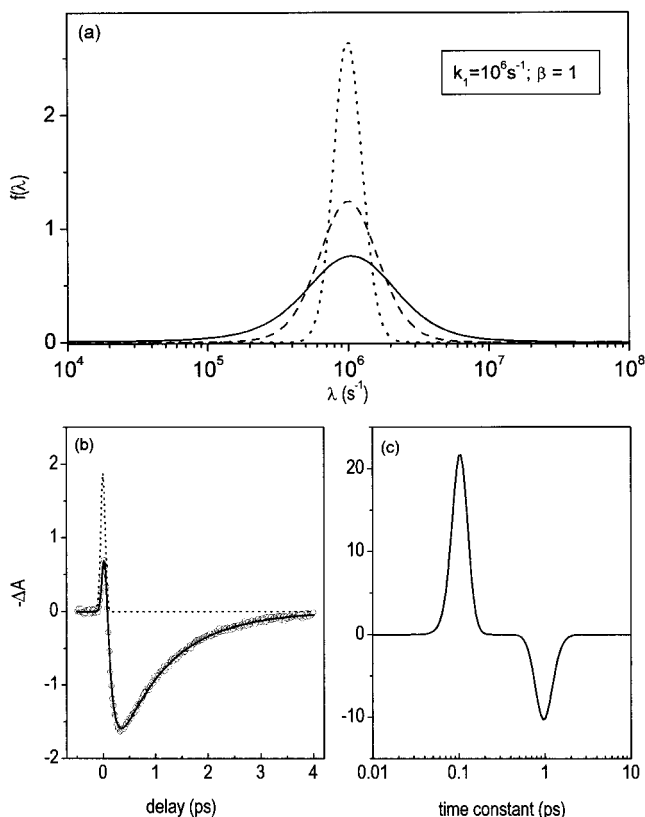 (a)
k₁=10⁶s⁻¹; β = 1
f(λ)
2
1
0
10⁴
10⁵
10⁶
10⁷
10⁸
λ (s⁻¹)
(b)
-ΔA
2
1
0
-1
-2
0
1
2
3
4
delay (ps)
(c)
20
10
0
-10
0.01
0.1
1
10
time constant (ps)